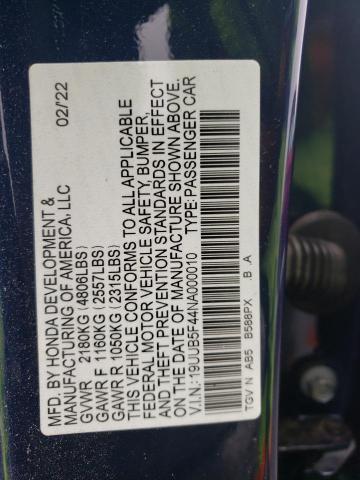 MFD. BY HONDA DEVELOPMENT &
MANUFACTURING OF AMERICA, LLC 02/'22
GVWR 2180KG (4806LBS)
GAWR F 1160KG (2557LBS)
GAWR R 1050KG (2315LBS)
THIS VEHICLE CONFORMS TO ALL APPLICABLE
FEDERAL MOTOR VEHICLE SAFETY, BUMPER,
AND THEFT PREVENTION STANDARDS IN EFFECT
ON THE DATE OF MANUFACTURE SHOWN ABOVE.
V.I.N.:19UUB5F44NA000010 TYPE:PASSENGER CAR
TGV N AB5 B588PX .B .A